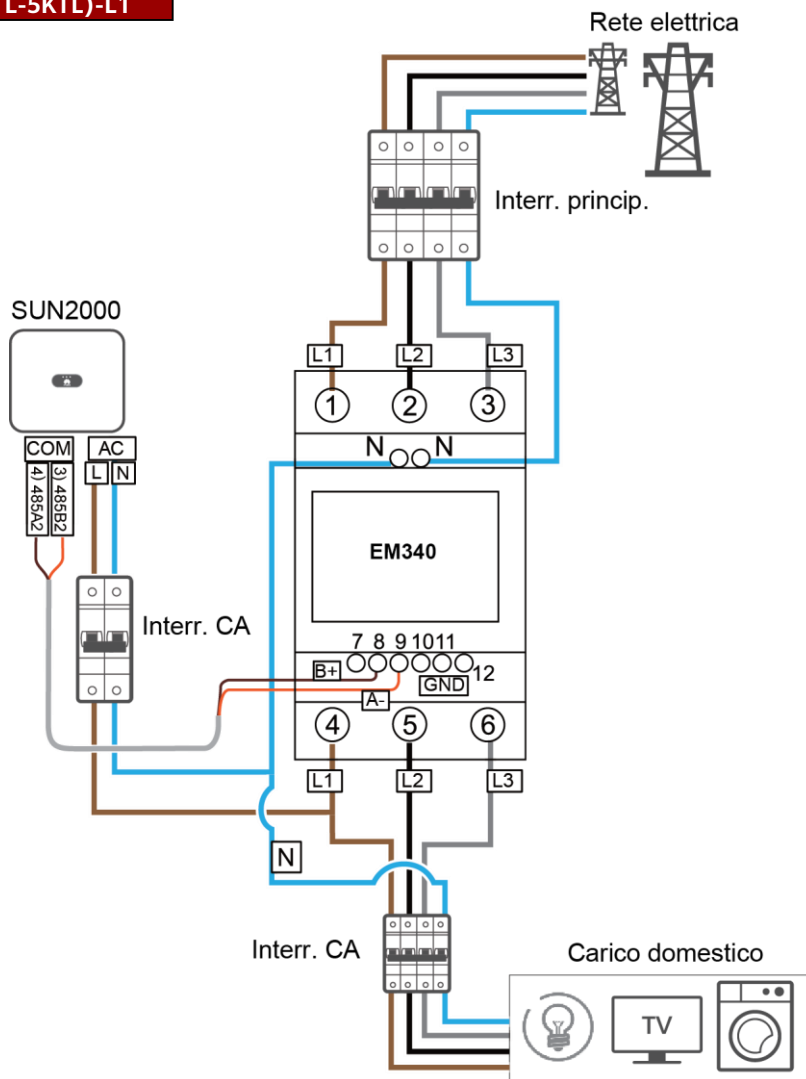 L-5KTL)-L1
Rete elettrica
Interr. princip.
SUN2000
L1
L2
L3
1
2
3
COM
AC
N
N
L
N
4) 485A2
3) 485B2
EM340
Interr. CA
7 8 9 10 11
B+
12
GND
A-
4
5
6
L1
L2
L3
N
Interr. CA
Carico domestico
TV